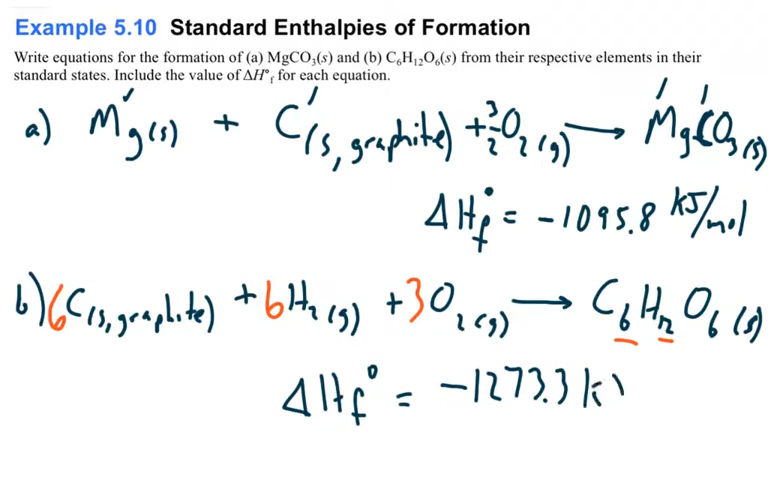 Example 5.10 Standard Enthalpies of Formation
Write equations for the formation of (a) MgCO₃(s) and (b) C₆H₁₂O₆(s) from their respective elements in their
standard states. Include the value of ΔH°f for each equation.
a) Mg(s) + C(s, graphite) + 3/2 O₂(g) → MgCO₃(s)
ΔHf° = -1095.8 kJ/mol
b) 6C(s, graphite) + 6H₂(g) + 3O₂(g) → C₆H₁₂O₆(s)
ΔHf° = -1273.3 k